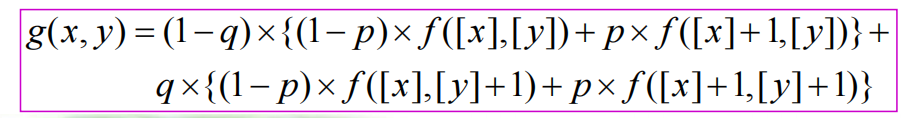 g(x, y) = (1−q)×{(1−p)× f([x],[y])+ p× f([x]+1,[y])}+
q×{(1−p)× f([x],[y]+1)+ p× f([x]+1,[y]+1)}